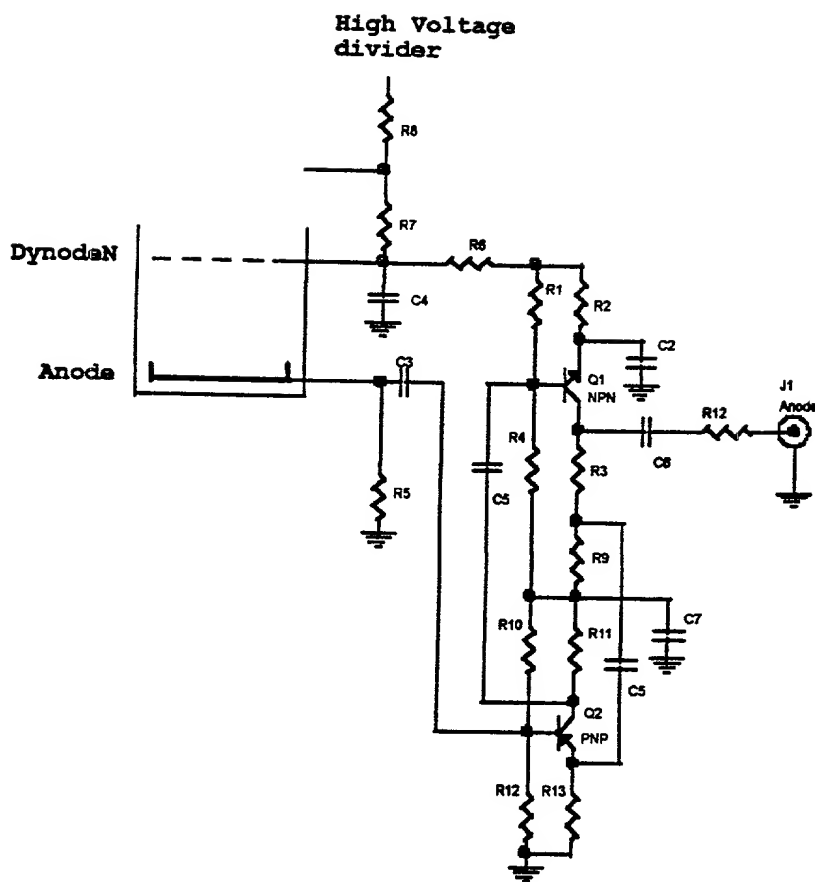 High Voltage
divider
R8
R7
DynodeN
R6
R1
R2
C4
C2
C3
Anode
Q1
NPN
J1
Anode
R4
R12
C6
R3
C5
R5
R9
R10
R11
C7
C5
Q2
PNP
R12
R13